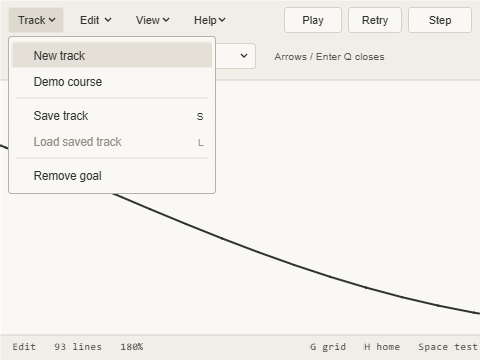 Track Edit View Help Play Retry Step
New track
Arrows / Enter Q closes
Demo course
Save track S
Load saved track L
Remove goal
Edit 93 lines 180% G grid H home Space test